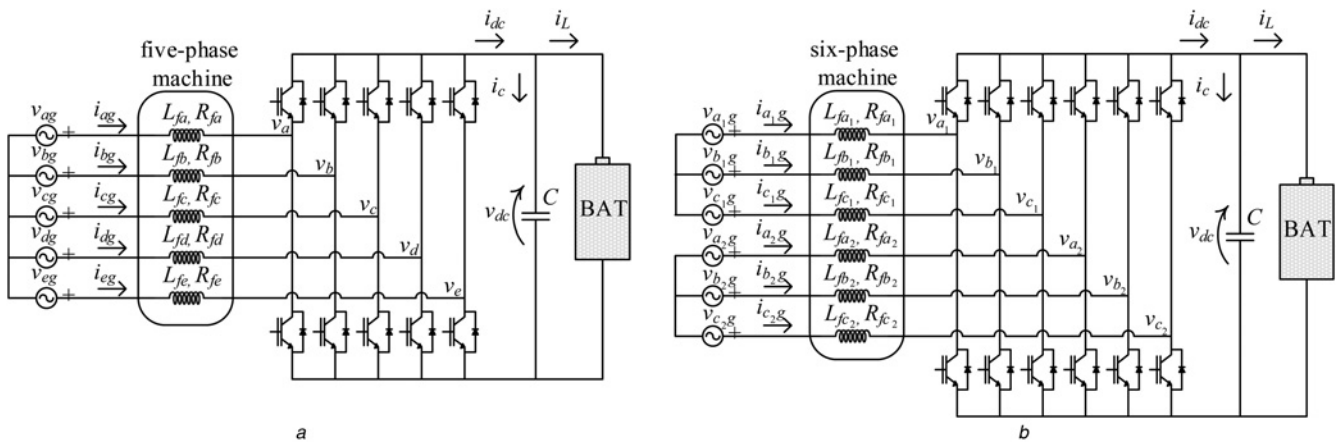 five-phase
machine
v_ag
i_ag
L_fa, R_fa
v_a
v_bg
i_bg
L_fb, R_fb
v_b
v_cg
i_cg
L_fc, R_fc
v_c
v_dg
i_dg
L_fd, R_fd
v_d
v_eg
i_eg
L_fe, R_fe
v_e
i_dc
i_L
i_c
v_dc
C
BAT
a
six-phase
machine
v_a₁g
i_a₁g
L_fa₁, R_fa₁
v_a₁
v_b₁g
i_b₁g
L_fb₁, R_fb₁
v_b₁
v_c₁g
i_c₁g
L_fc₁, R_fc₁
v_c₁
v_a₂g
i_a₂g
L_fa₂, R_fa₂
v_a₂
v_b₂g
i_b₂g
L_fb₂, R_fb₂
v_b₂
v_c₂g
i_c₂g
L_fc₂, R_fc₂
v_c₂
i_dc
i_L
i_c
v_dc
C
BAT
b